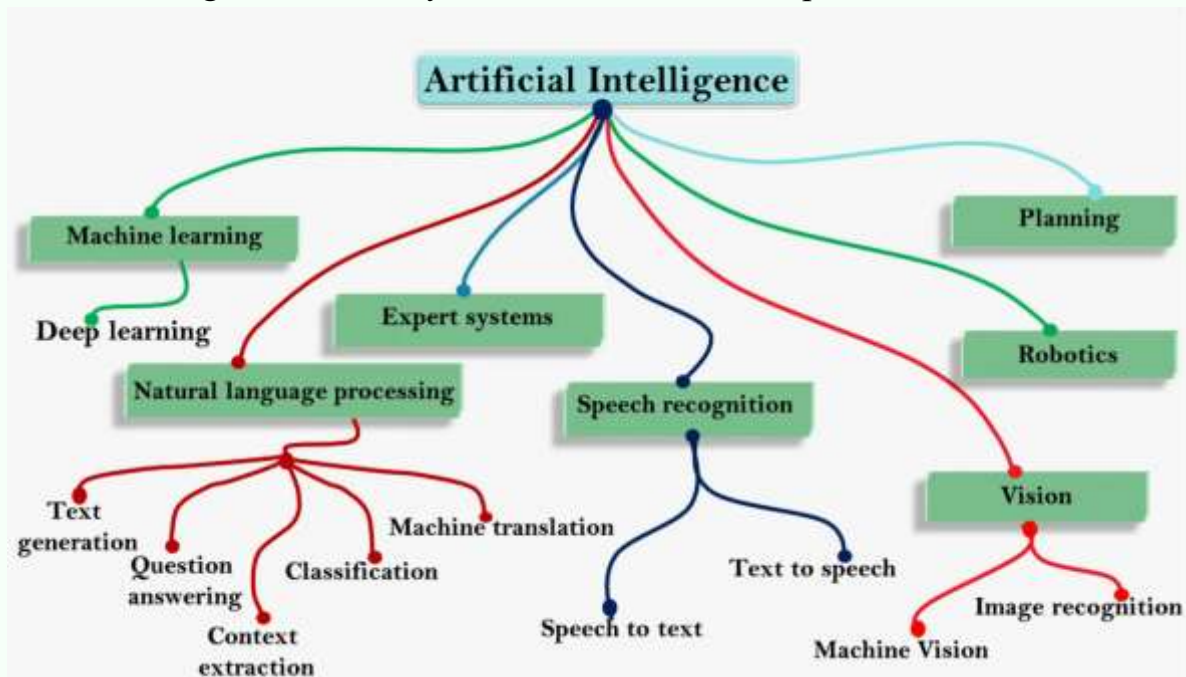 Artificial Intelligence
Machine learning
Planning
Deep learning
Expert systems
Robotics
Natural language processing
Speech recognition
Vision
Text
generation
Question
answering
Context
extraction
Classification
Machine translation
Speech to text
Text to speech
Machine Vision
Image recognition